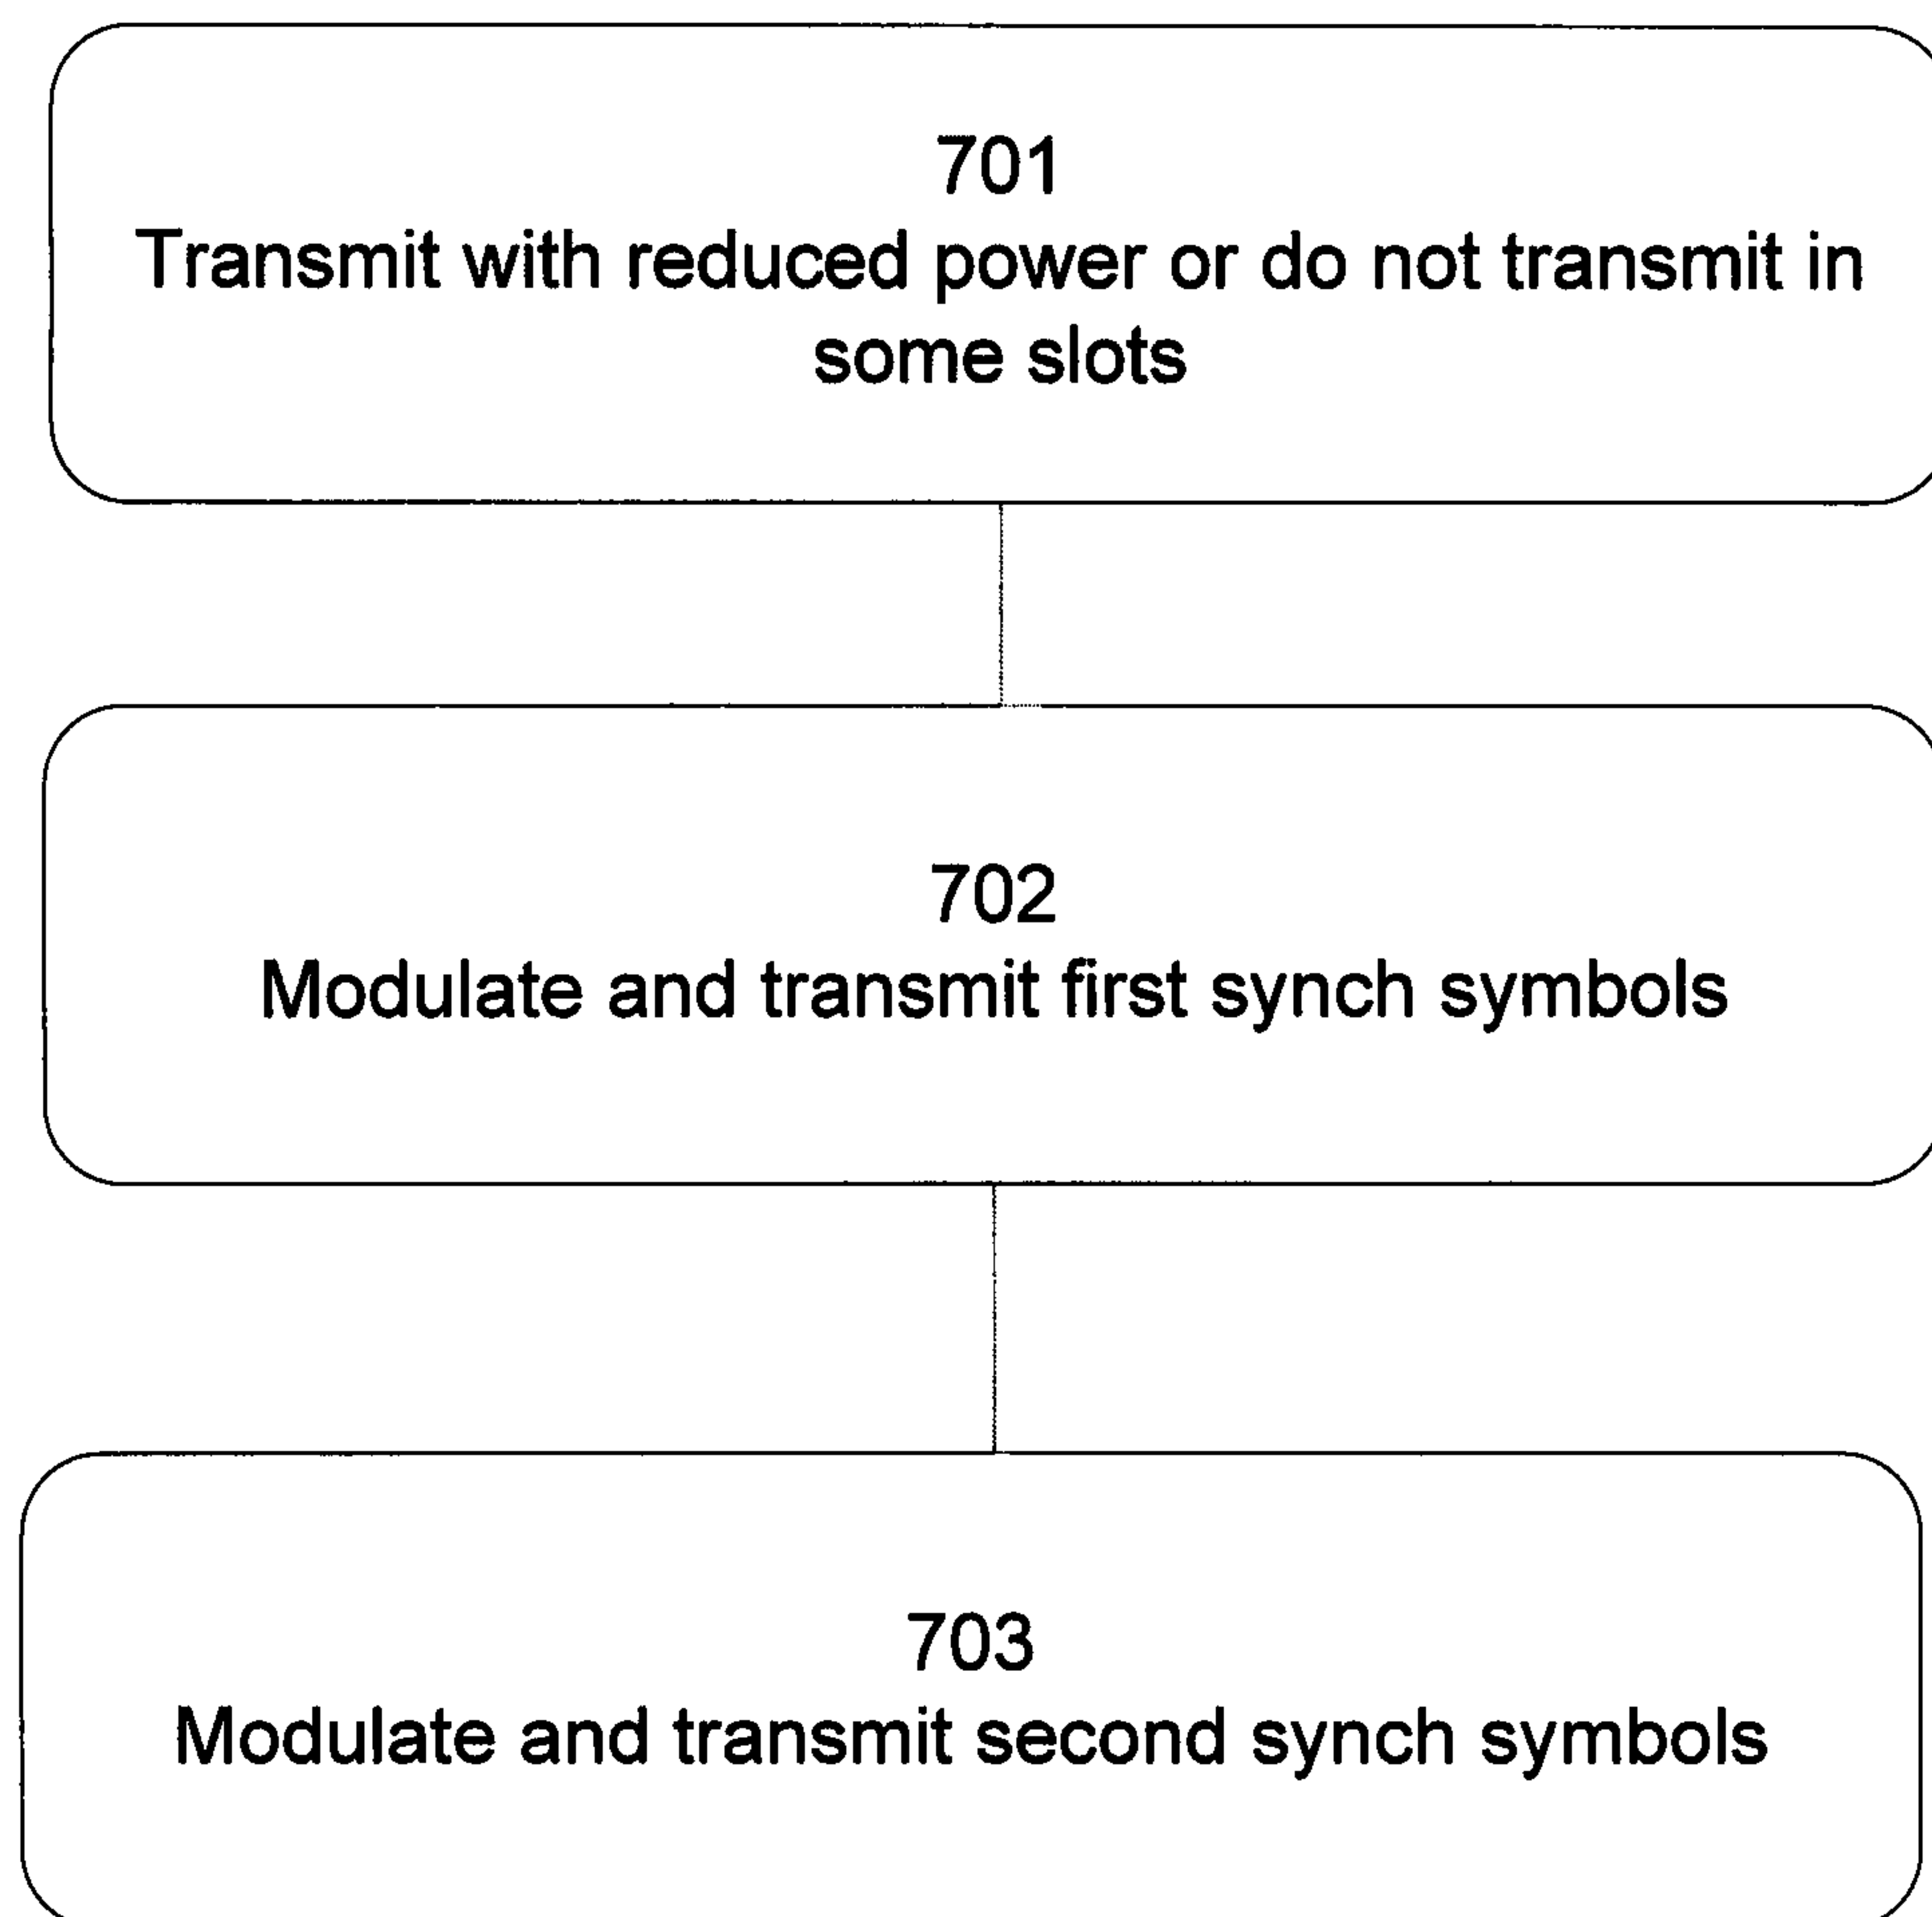 701
Transmit with reduced power or do not transmit in
some slots
702
Modulate and transmit first synch symbols
703
Modulate and transmit second synch symbols